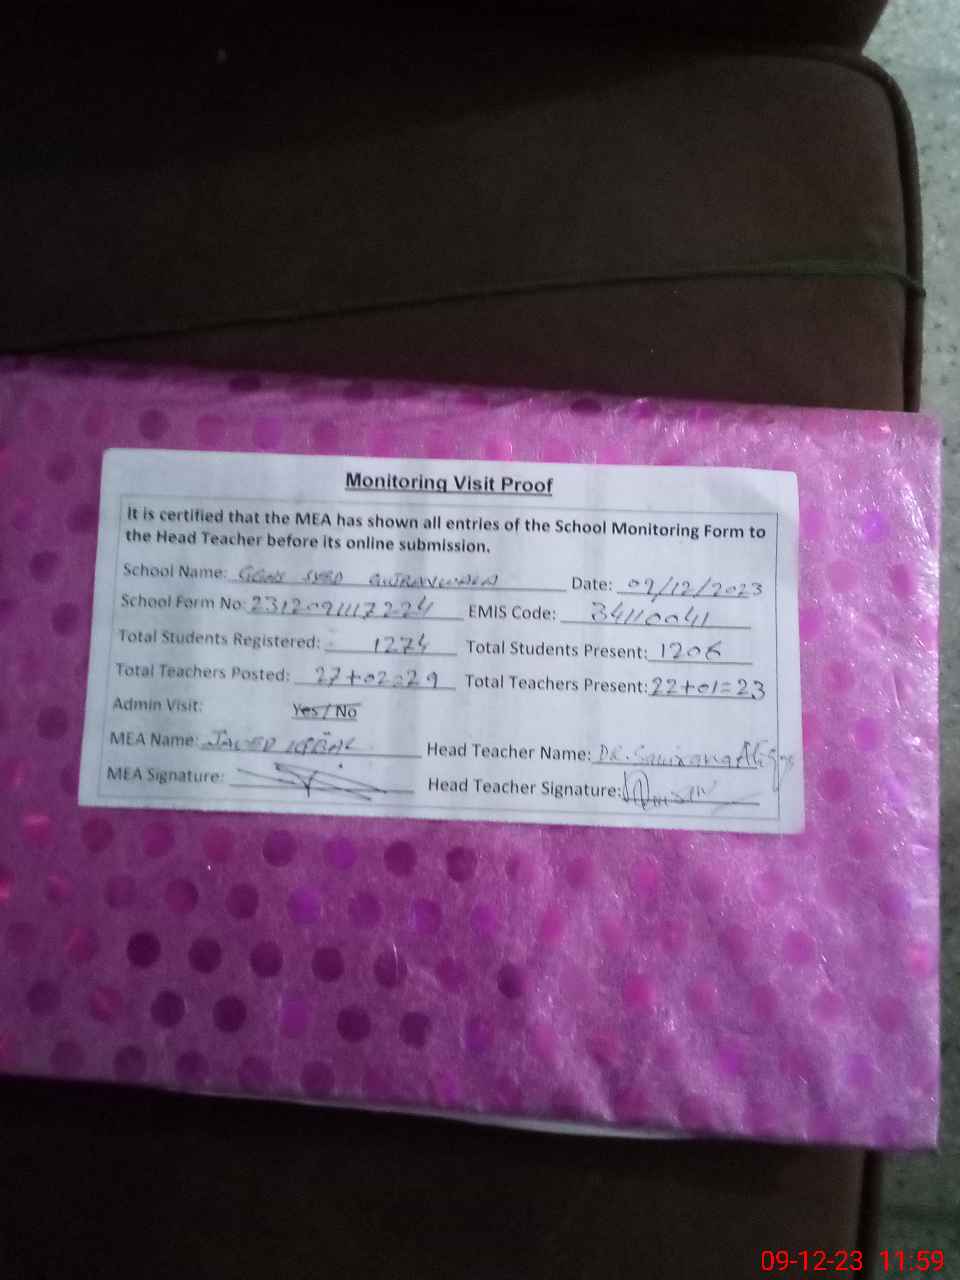 Monitoring Visit Proof
It is certified that the MEA has shown all entries of the School Monitoring Form to
the Head Teacher before its online submission.
School Name: SYED Date: 09/12/2023
School Form No: EMIS Code: 34110041
Total Students Registered: 1274 Total Students Present: 1206
Total Teachers Posted: 27+02=29 Total Teachers Present: 22+01=23
Admin Visit: Yes / No
MEA Name: JAVED IQBAL Head Teacher Name: DR.
MEA Signature: Head Teacher Signature:
09-12-23 11:59